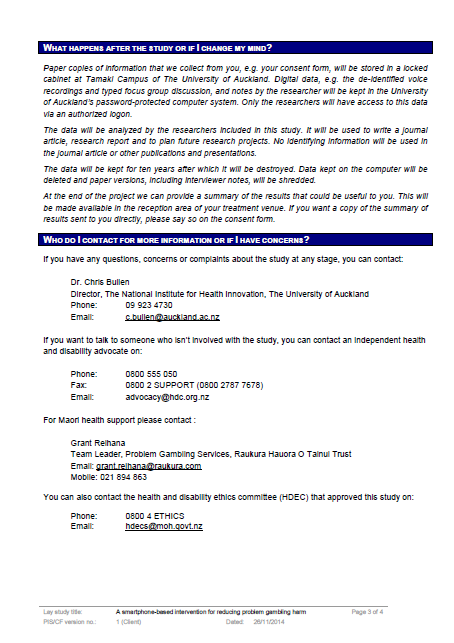 WHAT HAPPENS AFTER THE STUDY OR IF I CHANGE MY MIND?
Paper copies of information that we collect from you, e.g. your consent form, will be stored in a locked
cabinet at Tamaki Campus of The University of Auckland. Digital data, e.g. the de-identified voice
recordings and typed focus group discussion, and notes by the researcher will be kept in the University
of Auckland's password-protected computer system. Only the researchers will have access to this data
via an authorized logon.
The data will be analyzed by the researchers included in this study. It will be used to write a journal
article, research report and to plan future research projects. No identifying information will be used in
the journal article or other publications and presentations.
The data will be kept for ten years after which it will be destroyed. Data kept on the computer will be
deleted and paper versions, including interviewer notes, will be shredded.
At the end of the project we can provide a summary of the results that could be useful to you. This will
be made available in the reception area of your treatment venue. If you want a copy of the summary of
results sent to you directly, please say so on the consent form.
WHO DO I CONTACT FOR MORE INFORMATION OR IF I HAVE CONCERNS?
If you have any questions, concerns or complaints about the study at any stage, you can contact:
Dr. Chris Bullen
Director, The National Institute for Health Innovation, The University of Auckland
Phone: 09 923 4730
Email: c.bullen@auckland.ac.nz
If you want to talk to someone who isn't involved with the study, you can contact an independent health
and disability advocate on:
Phone: 0800 555 050
Fax: 0800 2 SUPPORT (0800 2787 7678)
Email: advocacy@hdc.org.nz
For Maori health support please contact :
Grant Reihana
Team Leader, Problem Gambling Services, Raukura Hauora O Tainui Trust
Email: grant.reihana@raukura.com
Mobile: 021 894 863
You can also contact the health and disability ethics committee (HDEC) that approved this study on:
Phone: 0800 4 ETHICS
Email: hdecs@moh.govt.nz
Lay study title: A smartphone-based intervention for reducing problem gambling harm Page 3 of 4
PIS/CF version no.: 1 (Client) Dated: 26/11/2014